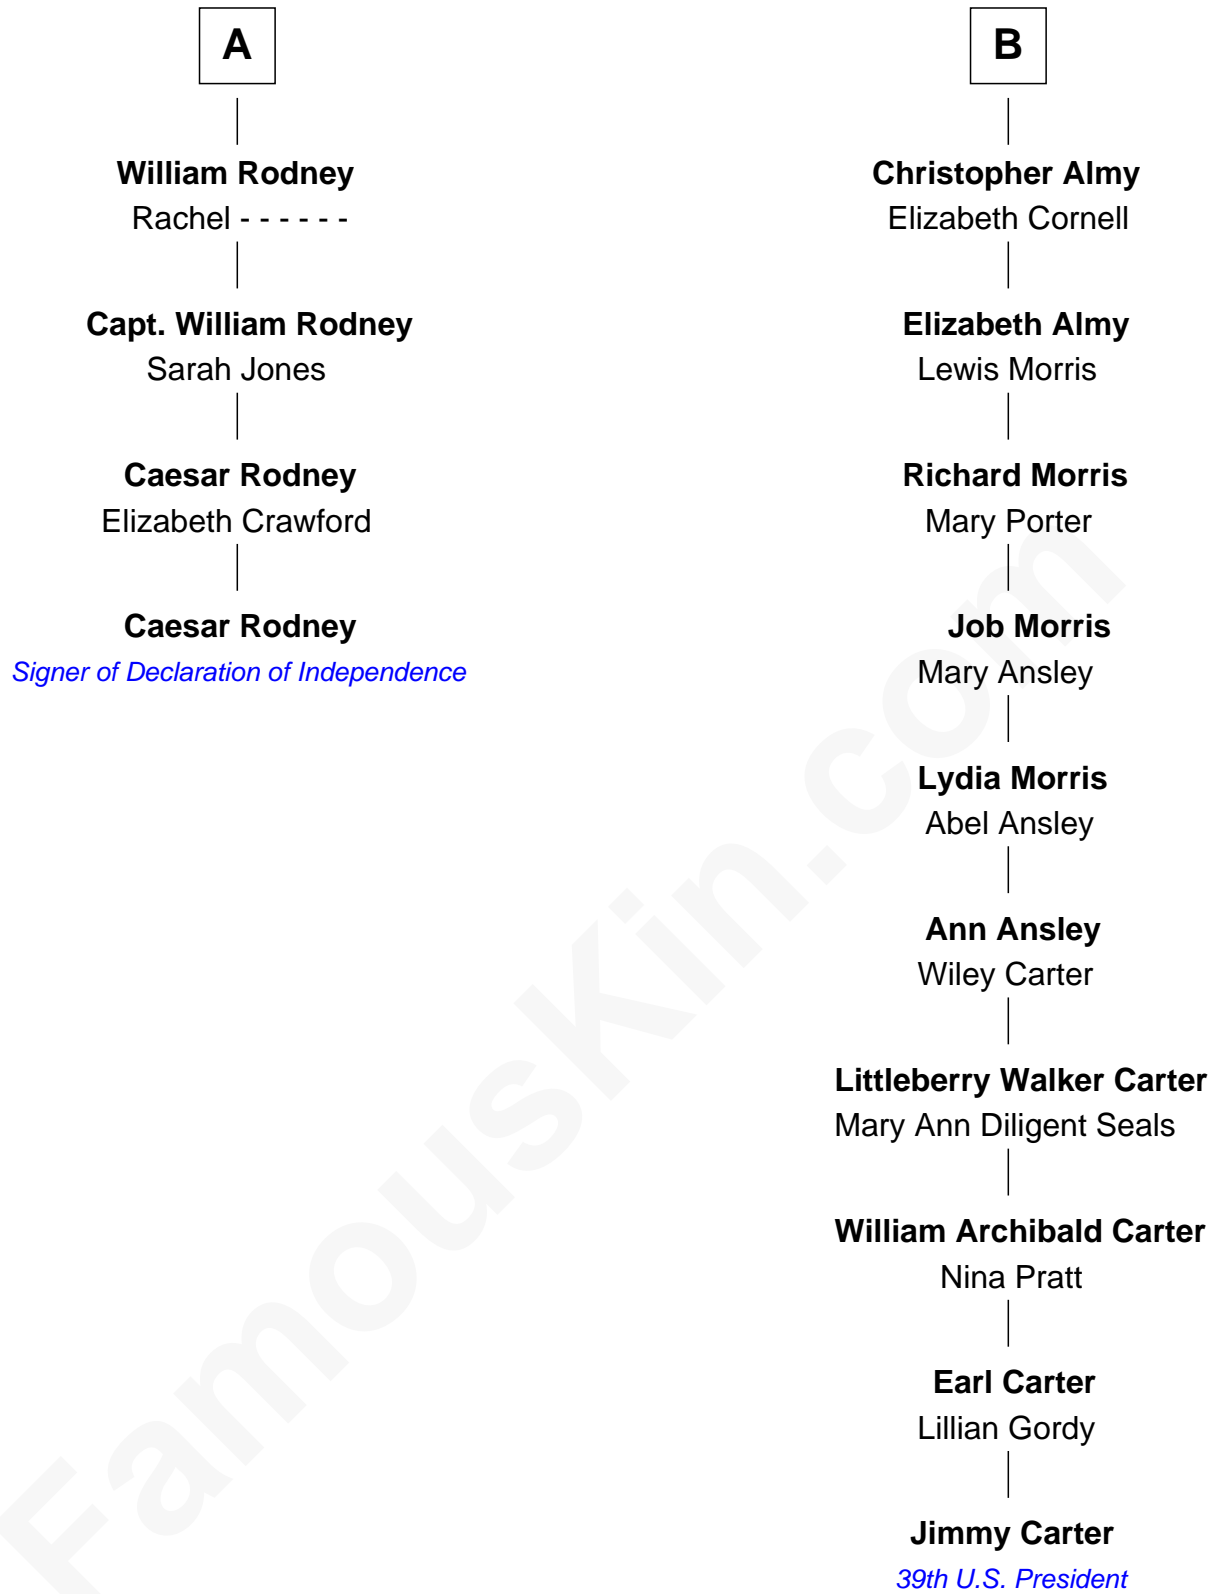 A
William Rodney
Rachel - - - - - -
Capt. William Rodney
Sarah Jones
Caesar Rodney
Elizabeth Crawford
Caesar Rodney
Signer of Declaration of Independence
B
Christopher Almy
Elizabeth Cornell
Elizabeth Almy
Lewis Morris
Richard Morris
Mary Porter
Job Morris
Mary Ansley
Lydia Morris
Abel Ansley
Ann Ansley
Wiley Carter
Littleberry Walker Carter
Mary Ann Diligent Seals
William Archibald Carter
Nina Pratt
Earl Carter
Lillian Gordy
Jimmy Carter
39th U.S. President
FamousKin.com